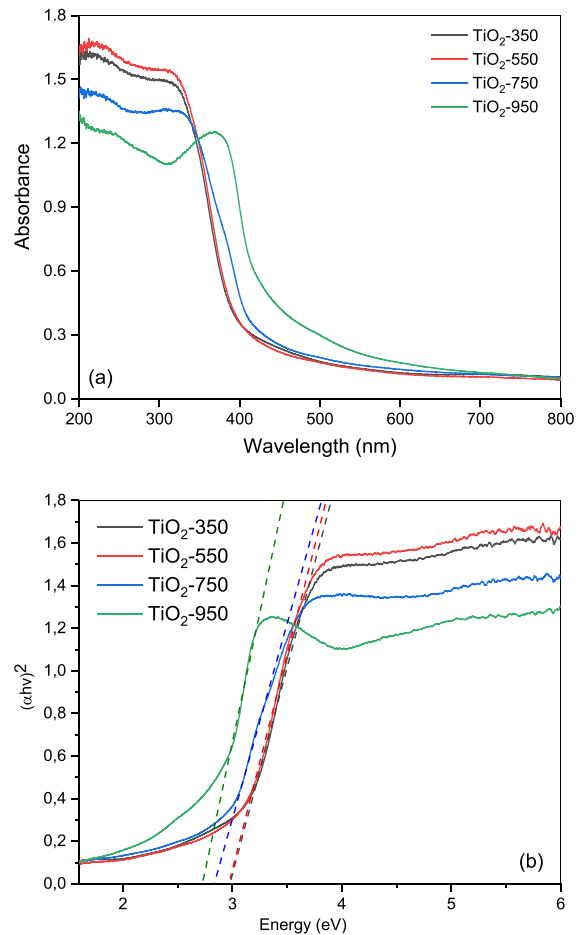 1.8
1.5
1.2
0.9
0.6
0.3
0.0
Absorbance
TiO₂-350
TiO₂-550
TiO₂-750
TiO₂-950
(a)
200 300 400 500 600 700 800
Wavelength (nm)
1,8
1,6
1,4
1,2
1,0
0,8
0,6
0,4
0,2
0,0
(αhv)²
TiO₂-350
TiO₂-550
TiO₂-750
TiO₂-950
(b)
2 3 4 5 6
Energy (eV)